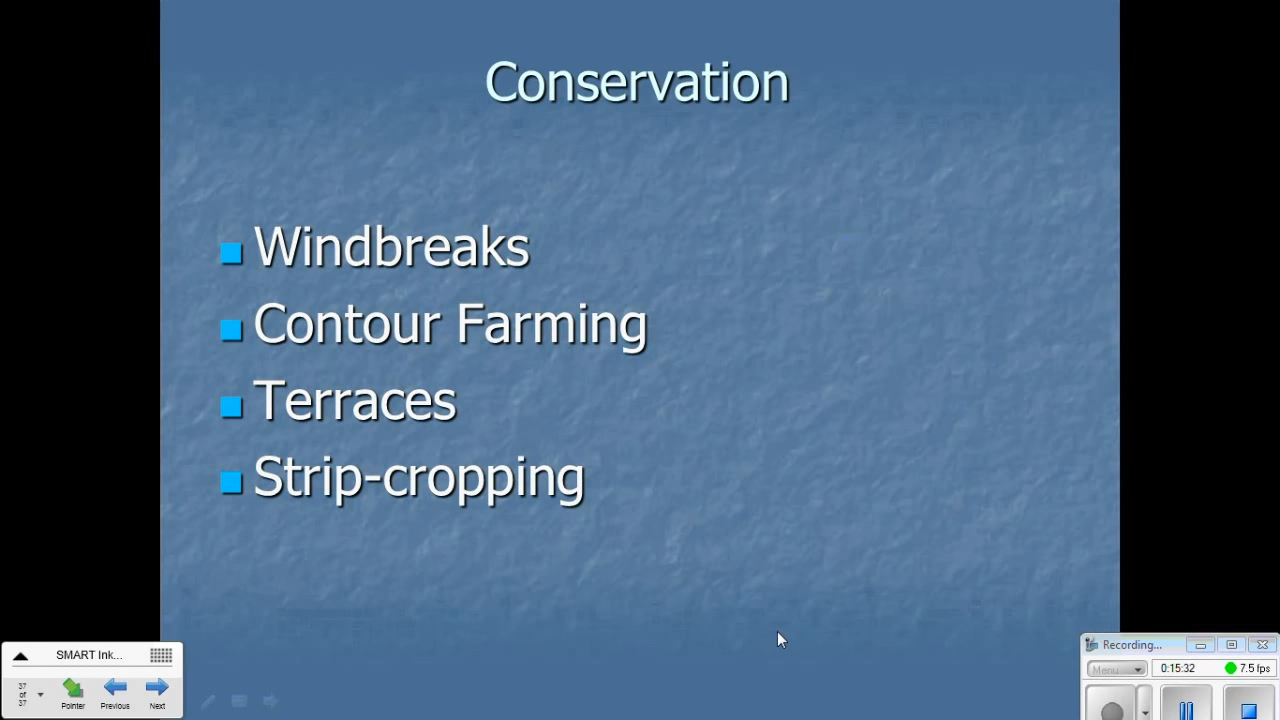 Conservation
Windbreaks
Contour Farming
Terraces
Strip-cropping
SMART Ink...
37
of
37
Pointer
Previous
Next
Recording...
Menu
0:15:32
7.5 fps